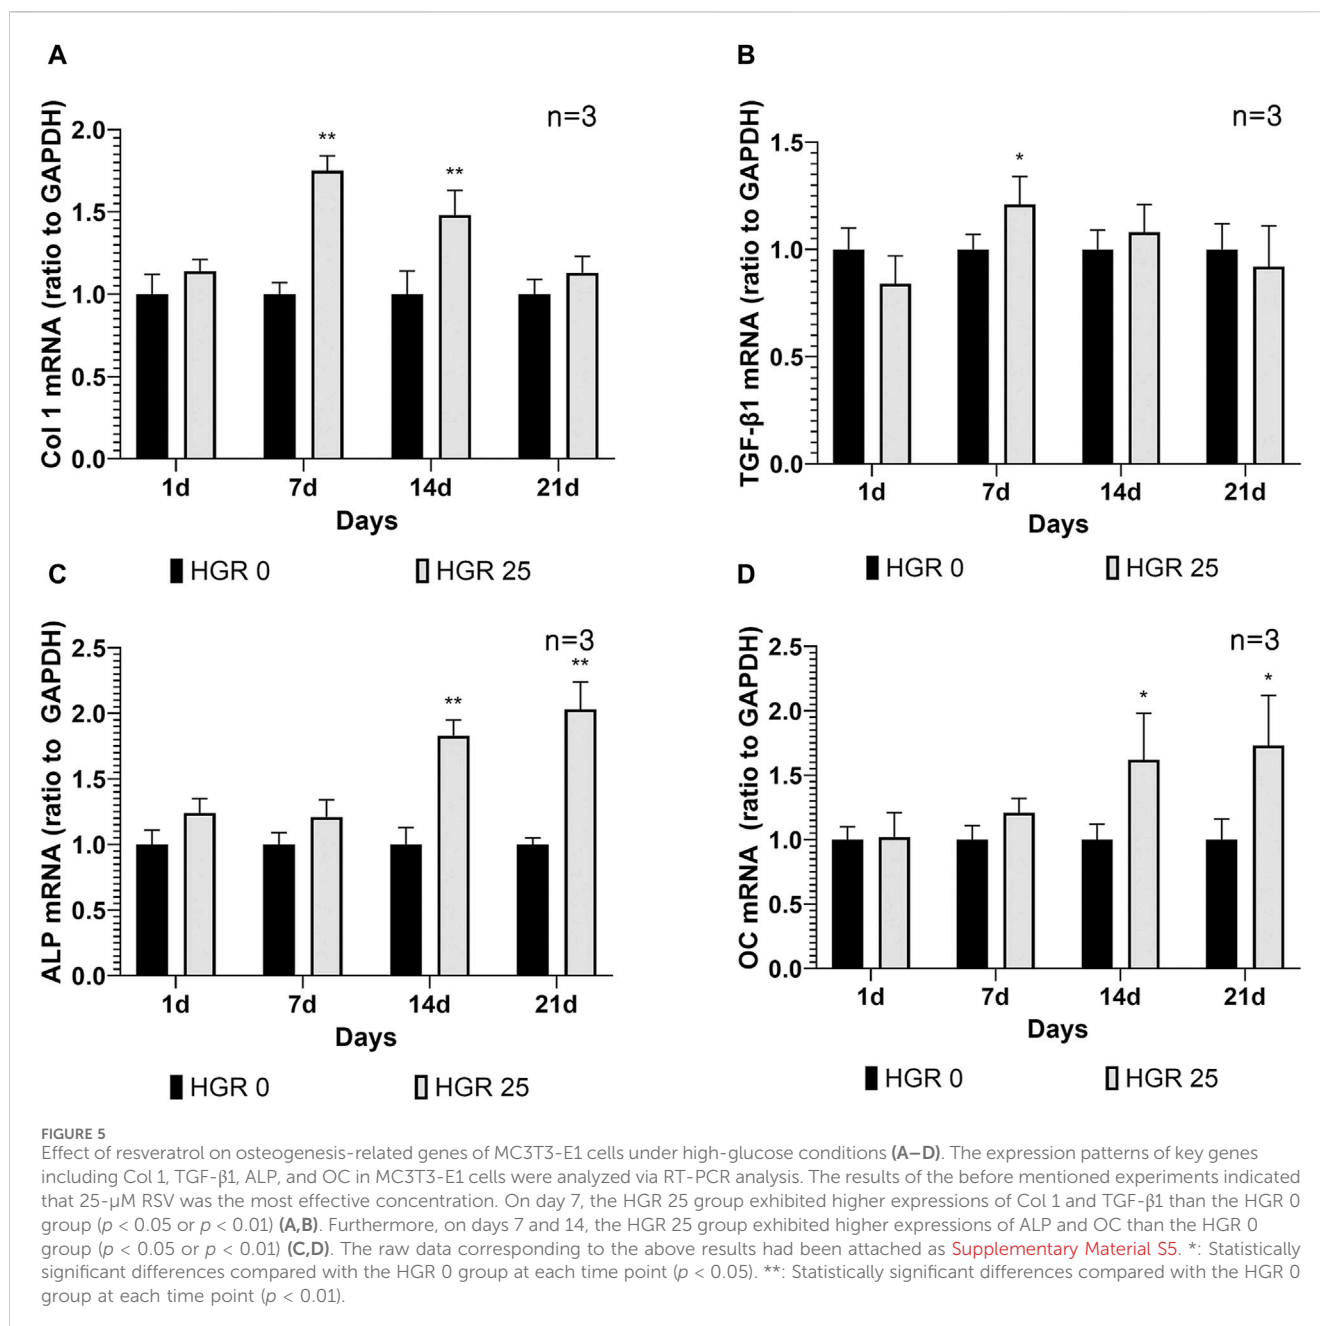 A
n=3
Col 1 mRNA (ratio to GAPDH)
2.0
1.5
1.0
0.5
0.0
**
**
1d 7d 14d 21d
Days
HGR 0 HGR 25
B
n=3
TGF-β1 mRNA (ratio to GAPDH)
1.5
1.0
0.5
0.0
*
1d 7d 14d 21d
Days
HGR 0 HGR 25
C
n=3
ALP mRNA (ratio to GAPDH)
2.5
2.0
1.5
1.0
0.5
0.0
**
**
1d 7d 14d 21d
Days
HGR 0 HGR 25
D
n=3
OC mRNA (ratio to GAPDH)
2.5
2.0
1.5
1.0
0.5
0.0
*
*
1d 7d 14d 21d
Days
HGR 0 HGR 25
FIGURE 5
Effect of resveratrol on osteogenesis-related genes of MC3T3-E1 cells under high-glucose conditions (A–D). The expression patterns of key genes
including Col 1, TGF-β1, ALP, and OC in MC3T3-E1 cells were analyzed via RT-PCR analysis. The results of the before mentioned experiments indicated
that 25-μM RSV was the most effective concentration. On day 7, the HGR 25 group exhibited higher expressions of Col 1 and TGF-β1 than the HGR 0
group (p < 0.05 or p < 0.01) (A,B). Furthermore, on days 7 and 14, the HGR 25 group exhibited higher expressions of ALP and OC than the HGR 0
group (p < 0.05 or p < 0.01) (C,D). The raw data corresponding to the above results had been attached as Supplementary Material S5. *: Statistically
significant differences compared with the HGR 0 group at each time point (p < 0.05). **: Statistically significant differences compared with the HGR 0
group at each time point (p < 0.01).